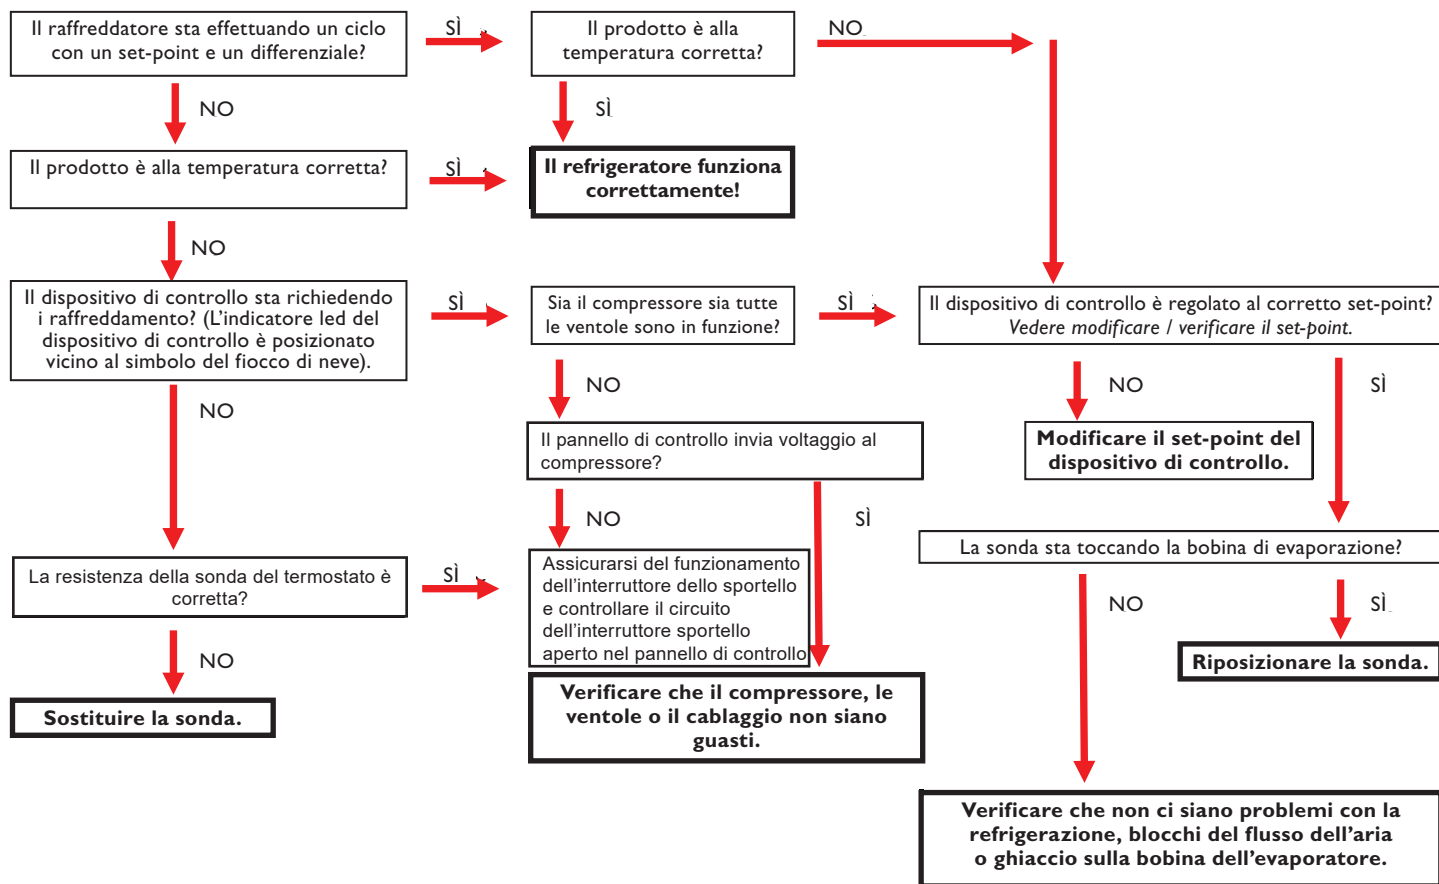 Il raffreddatore sta effettuando un ciclo
con un set-point e un differenziale?
SÌ
Il prodotto è alla
temperatura corretta?
NO
NO
SÌ
Il prodotto è alla temperatura corretta?
SÌ
Il refrigeratore funziona
correttamente!
NO
Il dispositivo di controllo sta richiedendo
i raffreddamento? (L'indicatore led del
dispositivo di controllo è posizionato
vicino al simbolo del fiocco di neve).
SÌ
Sia il compressore sia tutte
le ventole sono in funzione?
SÌ
Il dispositivo di controllo è regolato al corretto set-point?
Vedere modificare / verificare il set-point.
NO
NO
NO
SÌ
Il pannello di controllo invia voltaggio al
compressore?
Modificare il set-point del
dispositivo di controllo.
NO
SÌ
La sonda sta toccando la bobina di evaporazione?
La resistenza della sonda del termostato è
corretta?
SÌ
Assicurarsi del funzionamento
dell'interruttore dello sportello
e controllare il circuito
dell'interruttore sportello
aperto nel pannello di controllo
NO
SÌ
NO
Riposizionare la sonda.
Sostituire la sonda.
Verificare che il compressore, le
ventole o il cablaggio non siano
guasti.
Verificare che non ci siano problemi con la
refrigerazione, blocchi del flusso dell'aria
o ghiaccio sulla bobina dell'evaporatore.